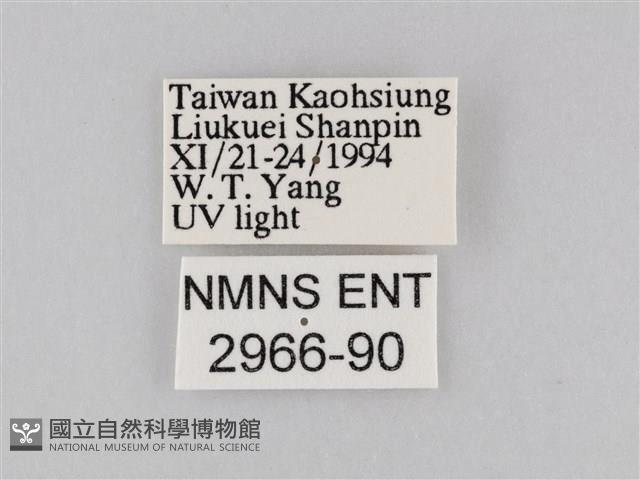 Taiwan Kaohsiung
Liukuei Shanpin
XI/21-24/1994
W. T. Yang
UV light
NMNS ENT
2966-90
國立自然科學博物館
NATIONAL MUSEUM OF NATURAL SCIENCE